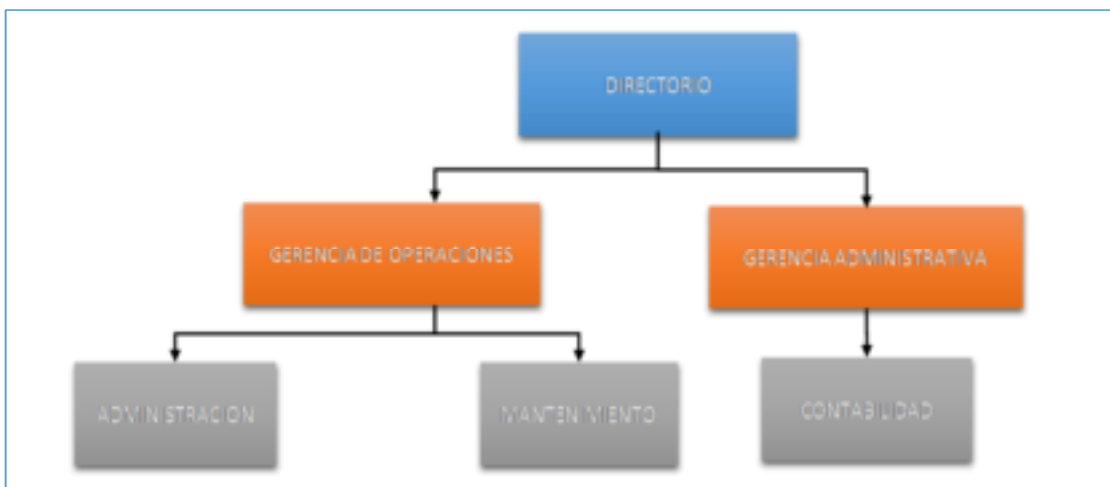 DIRECTORIO
GERENCIA DE OPERACIONES
GERENCIA ADMINISTRATIVA
ADMINISTRACION
MANTENIMIENTO
CONTABILIDAD